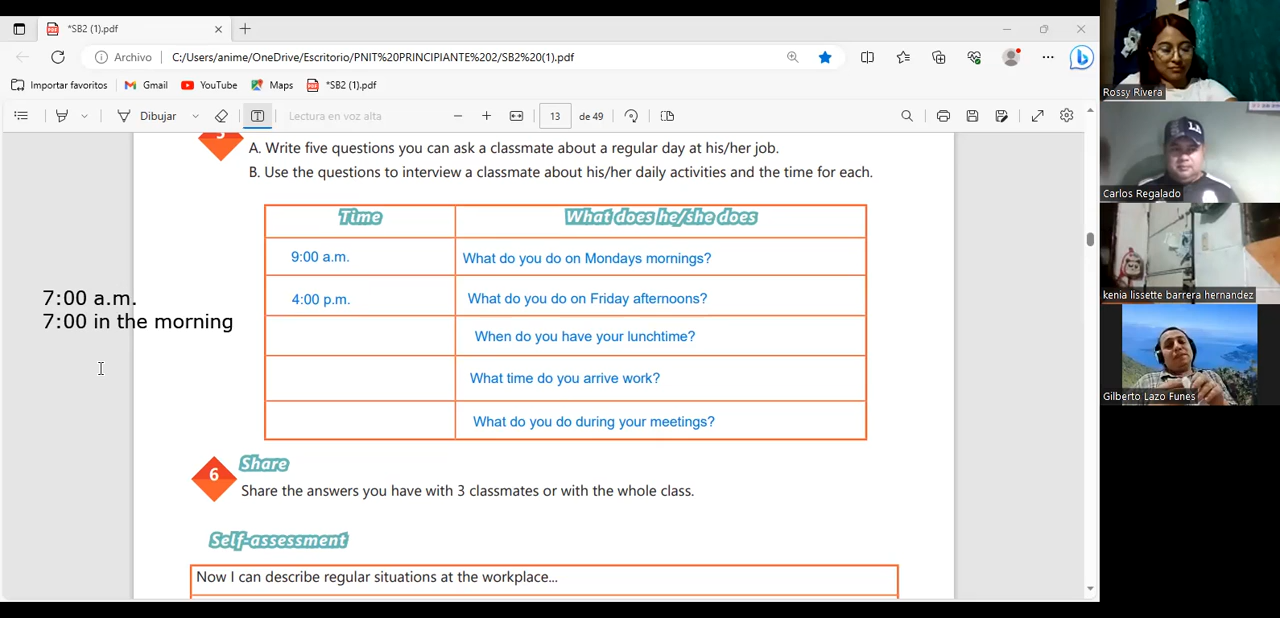 *SB2 (1).pdf
Archivo
C:/Users/anime/OneDrive/Escritorio/PNIT%20PRINCIPIANTE%202/SB2%20(1).pdf
Importar favoritos
Gmail
YouTube
Maps
*SB2 (1).pdf
Dibujar
Lectura en voz alta
13
de 49
A. Write five questions you can ask a classmate about a regular day at his/her job.
B. Use the questions to interview a classmate about his/her daily activities and the time for each.
Time
What does he/she does
9:00 a.m.
What do you do on Mondays mornings?
4:00 p.m.
What do you do on Friday afternoons?
When do you have your lunchtime?
What time do you arrive work?
What do you do during your meetings?
7:00 a.m.
7:00 in the morning
6
Share
Share the answers you have with 3 classmates or with the whole class.
Self-assessment
Now I can describe regular situations at the workplace...
Rossy Rivera
Carlos Regalado
kenia lissette barrera hernandez
Gilberto Lazo Funes